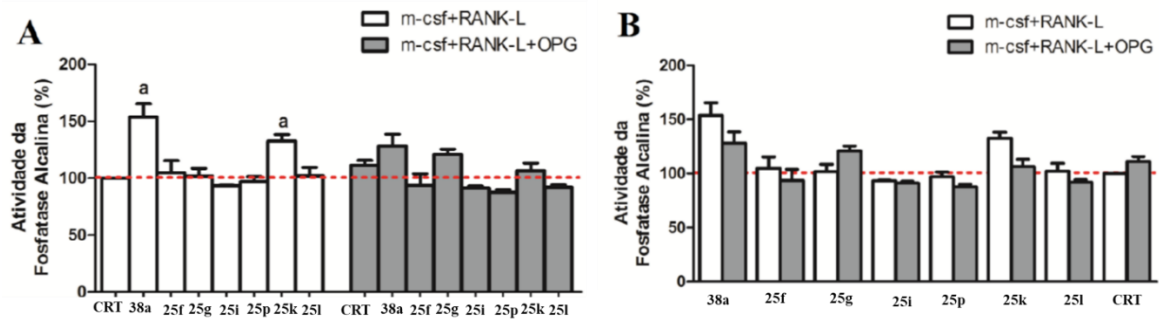 A
m-csf+RANK-L
m-csf+RANK-L+OPG
Atividade da
Fosfatase Alcalina (%)
200
150
100
50
0
a
a
CRT 38a 25f 25g 25i 25p 25k 25l CRT 38a 25f 25g 25i 25p 25k 25l
B
m-csf+RANK-L
m-csf+RANK-L+OPG
Atividade da
Fosfatase Alcalina (%)
200
150
100
50
0
38a 25f 25g 25i 25p 25k 25l CRT